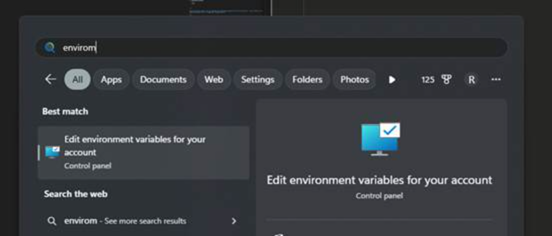 envirom
All
Apps
Documents
Web
Settings
Folders
Photos
125
R
Best match
Edit environment variables for your
account
Control panel
Search the web
envirom - See more search results
Edit environment variables for your account
Control panel